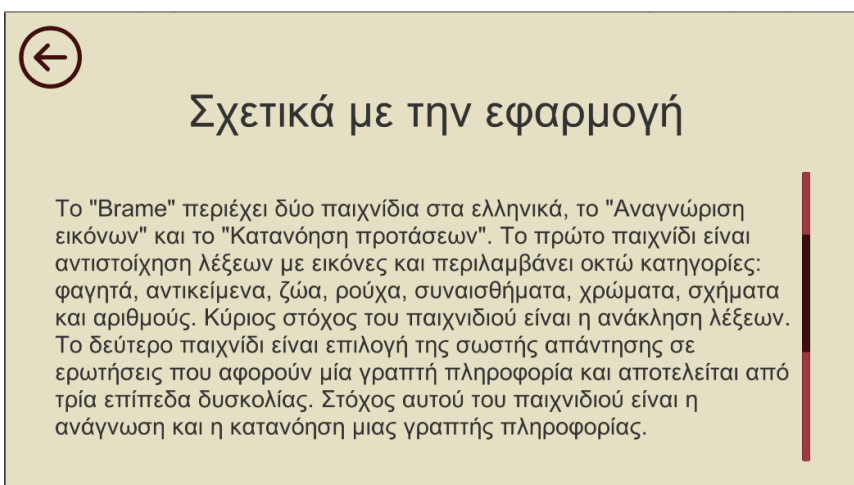 Σχετικά με την εφαρμογή
Το "Brame" περιέχει δύο παιχνίδια στα ελληνικά, το "Αναγνώριση
εικόνων" και το "Κατανόηση προτάσεων". Το πρώτο παιχνίδι είναι
αντιστοίχηση λέξεων με εικόνες και περιλαμβάνει οκτώ κατηγορίες:
φαγητά, αντικείμενα, ζώα, ρούχα, συναισθήματα, χρώματα, σχήματα
και αριθμούς. Κύριος στόχος του παιχνιδιού είναι η ανάκληση λέξεων.
Το δεύτερο παιχνίδι είναι επιλογή της σωστής απάντησης σε
ερωτήσεις που αφορούν μία γραπτή πληροφορία και αποτελείται από
τρία επίπεδα δυσκολίας. Στόχος αυτού του παιχνιδιού είναι η
ανάγνωση και η κατανόηση μιας γραπτής πληροφορίας.